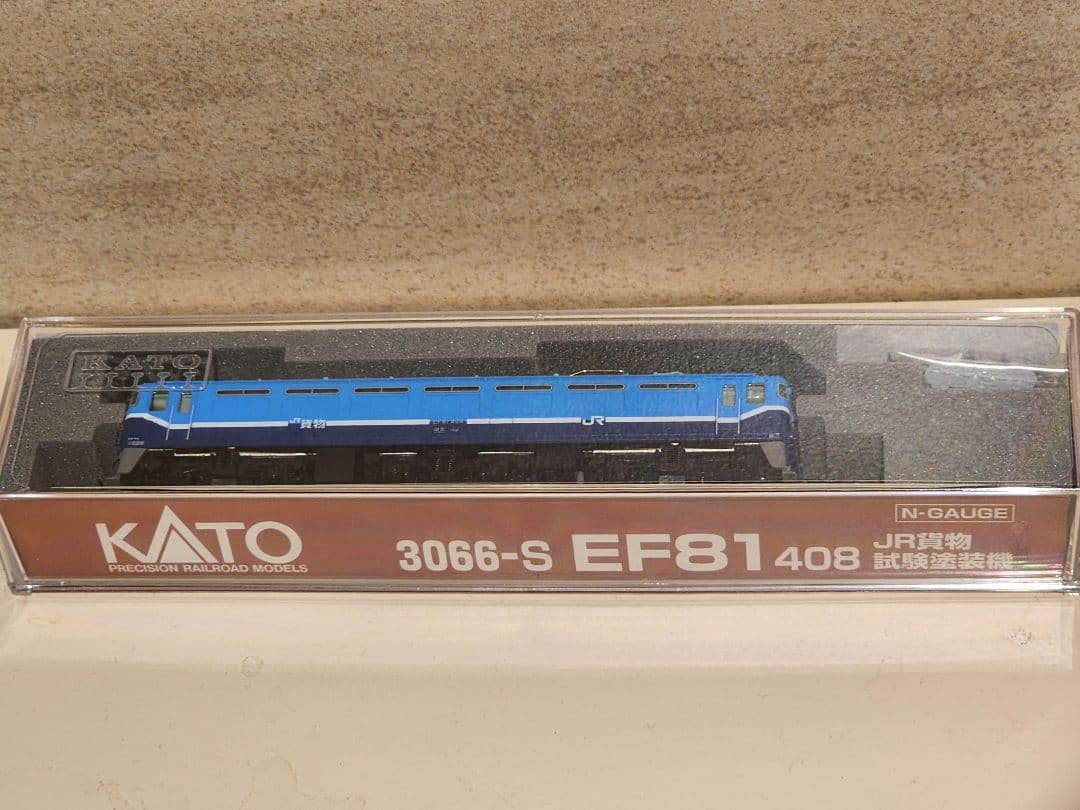 KATO
JR貨物
JR
KATO
PRECISION RAILROAD MODELS
3066-S EF81 408
N-GAUGE
JR貨物
試験塗装機